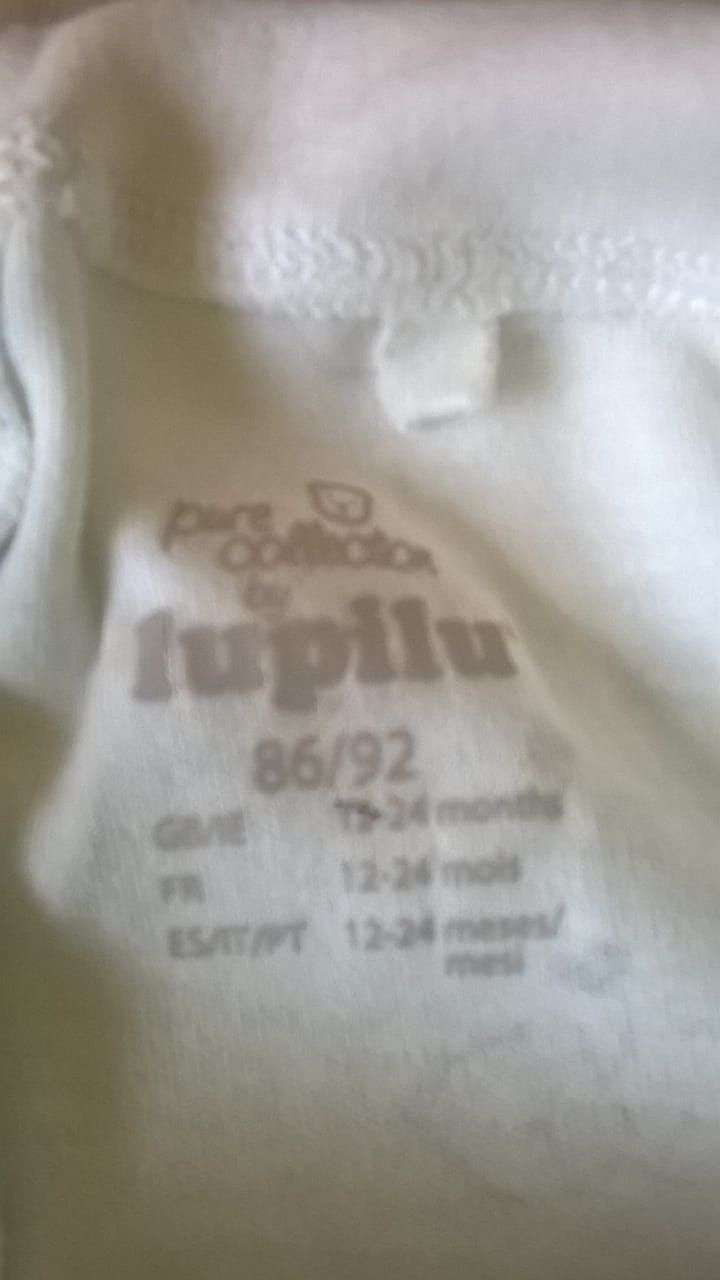 pure
collection
by
lupilu
86/92
GB/IE 12-24 months
FR 12-24 mois
ES/IT/PT 12-24 meses/
mesi